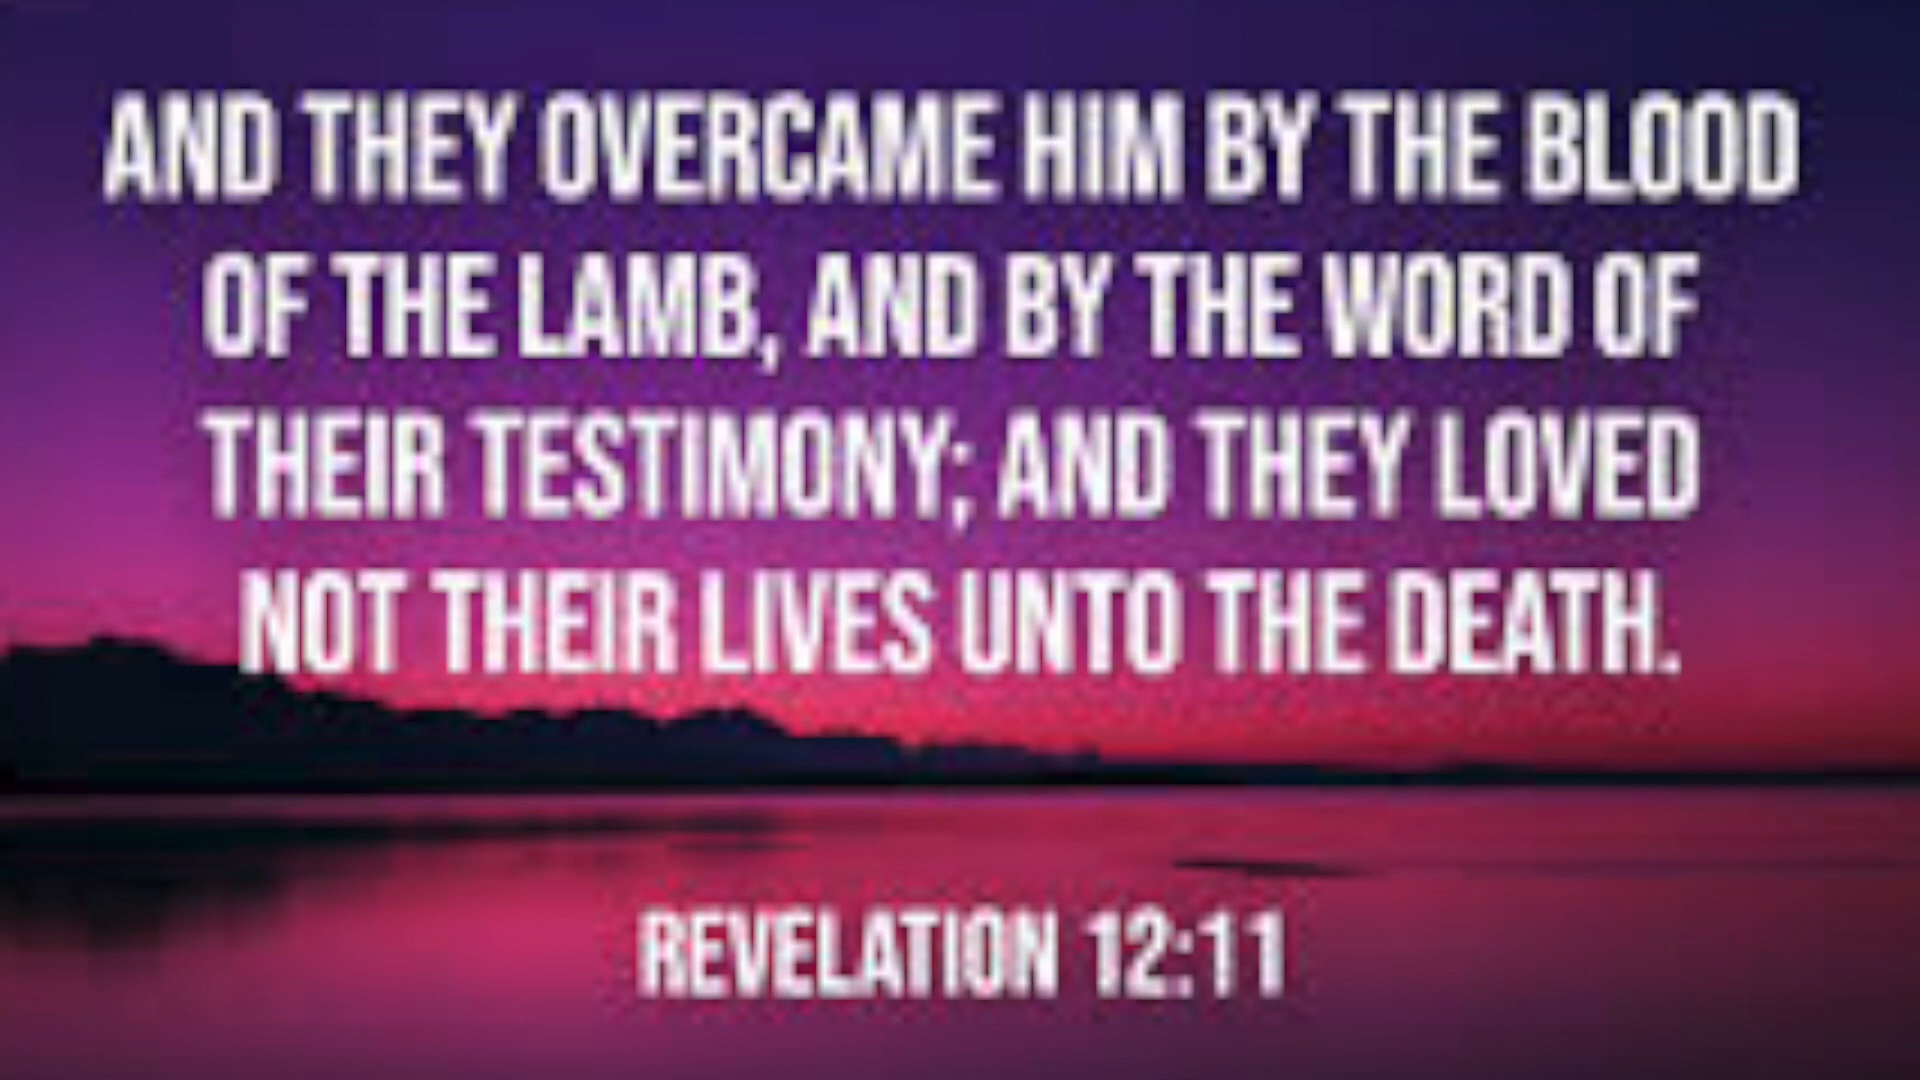 AND THEY OVERCAME HIM BY THE BLOOD
OF THE LAMB, AND BY THE WORD OF
THEIR TESTIMONY; AND THEY LOVED
NOT THEIR LIVES UNTO THE DEATH.
REVELATION 12:11